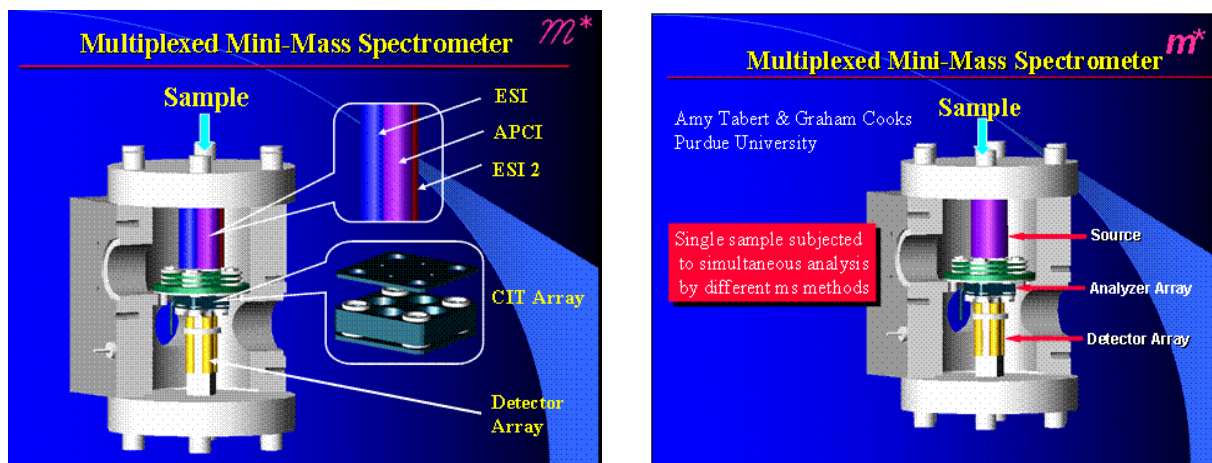 Multiplexed Mini-Mass Spectrometer
m*
Sample
ESI
APCI
ESI 2
CIT Array
Detector
Array
Multiplexed Mini-Mass Spectrometer
m*
Amy Tabert & Graham Cooks
Purdue University
Sample
Single sample subjected
to simultaneous analysis
by different ms methods
Source
Analyzer Array
Detector Array